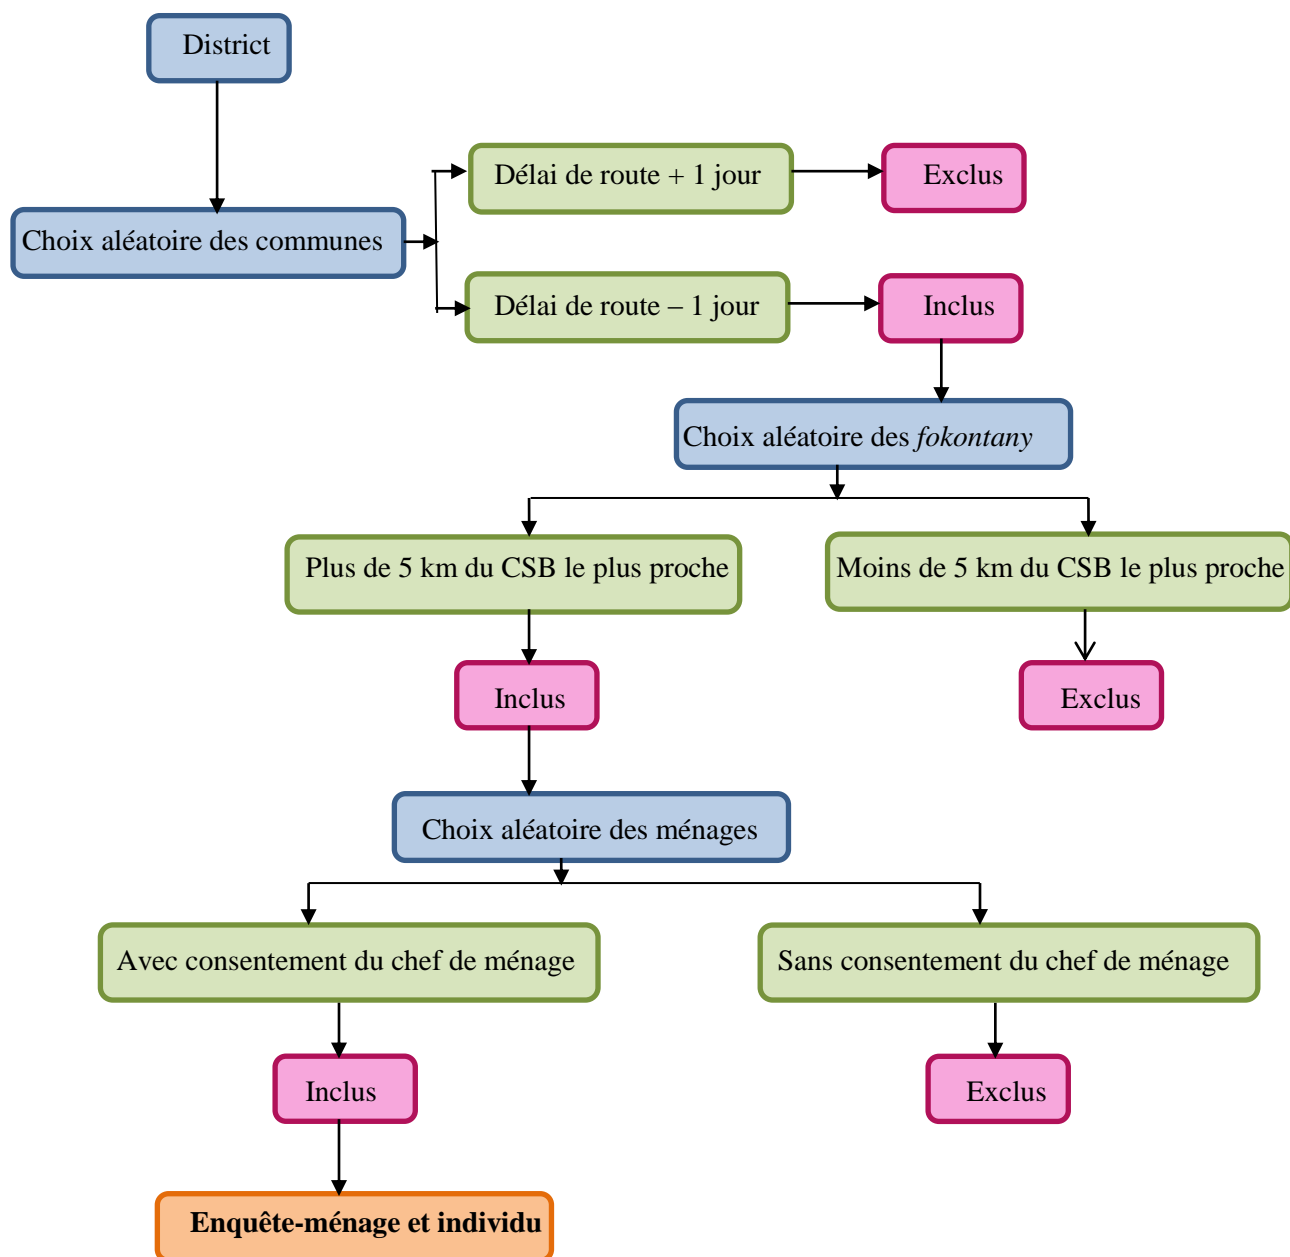 District
Délai de route + 1 jour
Exclus
Choix aléatoire des communes
Délai de route – 1 jour
Inclus
Choix aléatoire des fokontany
Plus de 5 km du CSB le plus proche
Moins de 5 km du CSB le plus proche
Inclus
Exclus
Choix aléatoire des ménages
Avec consentement du chef de ménage
Sans consentement du chef de ménage
Inclus
Exclus
Enquête-ménage et individu